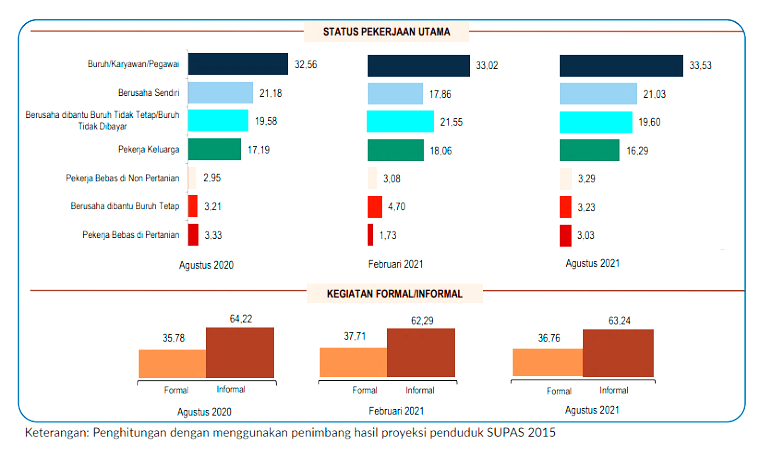 STATUS PEKERJAAN UTAMA
Buruh/Karyawan/Pegawai
32.56
33,02
33,53
Berusaha Sendiri
21.18
17.86
21.03
Berusaha dibantu Buruh Tidak Tetap/Buruh
Tidak Dibayar
19,58
21.55
19.60
Pekerja Keluarga
17.19
18.06
16,29
Pekerja Bebas di Non Pertanian
2,95
3,08
3.29
Berusaha dibantu Buruh Tetap
3.21
4.70
3.23
Pekerja Bebas di Pertanian
3,33
1,73
3,03
Agustus 2020
Februari 2021
Agustus 2021
KEGIATAN FORMAL/INFORMAL
35.78
64,22
37.71
62,29
36.76
63.24
Formal
Informal
Formal
Informal
Formal
Informal
Agustus 2020
Februari 2021
Agustus 2021
Keterangan: Penghitungan dengan menggunakan penimbang hasil proyeksi penduduk SUPAS 2015